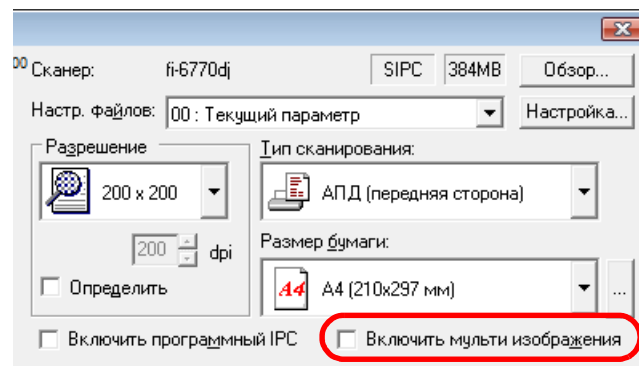 00 Сканер: fi-6770dj SIPC 384MB Обзор...
Настр. файлов: 00 : Текущий параметр Настройка...
Разрешение Тип сканирования:
200 x 200 АПД (передняя сторона)
200 dpi Размер бумаги:
Определить A4 A4 (210x297 мм) ...
Включить программный IPC Включить мульти изображения